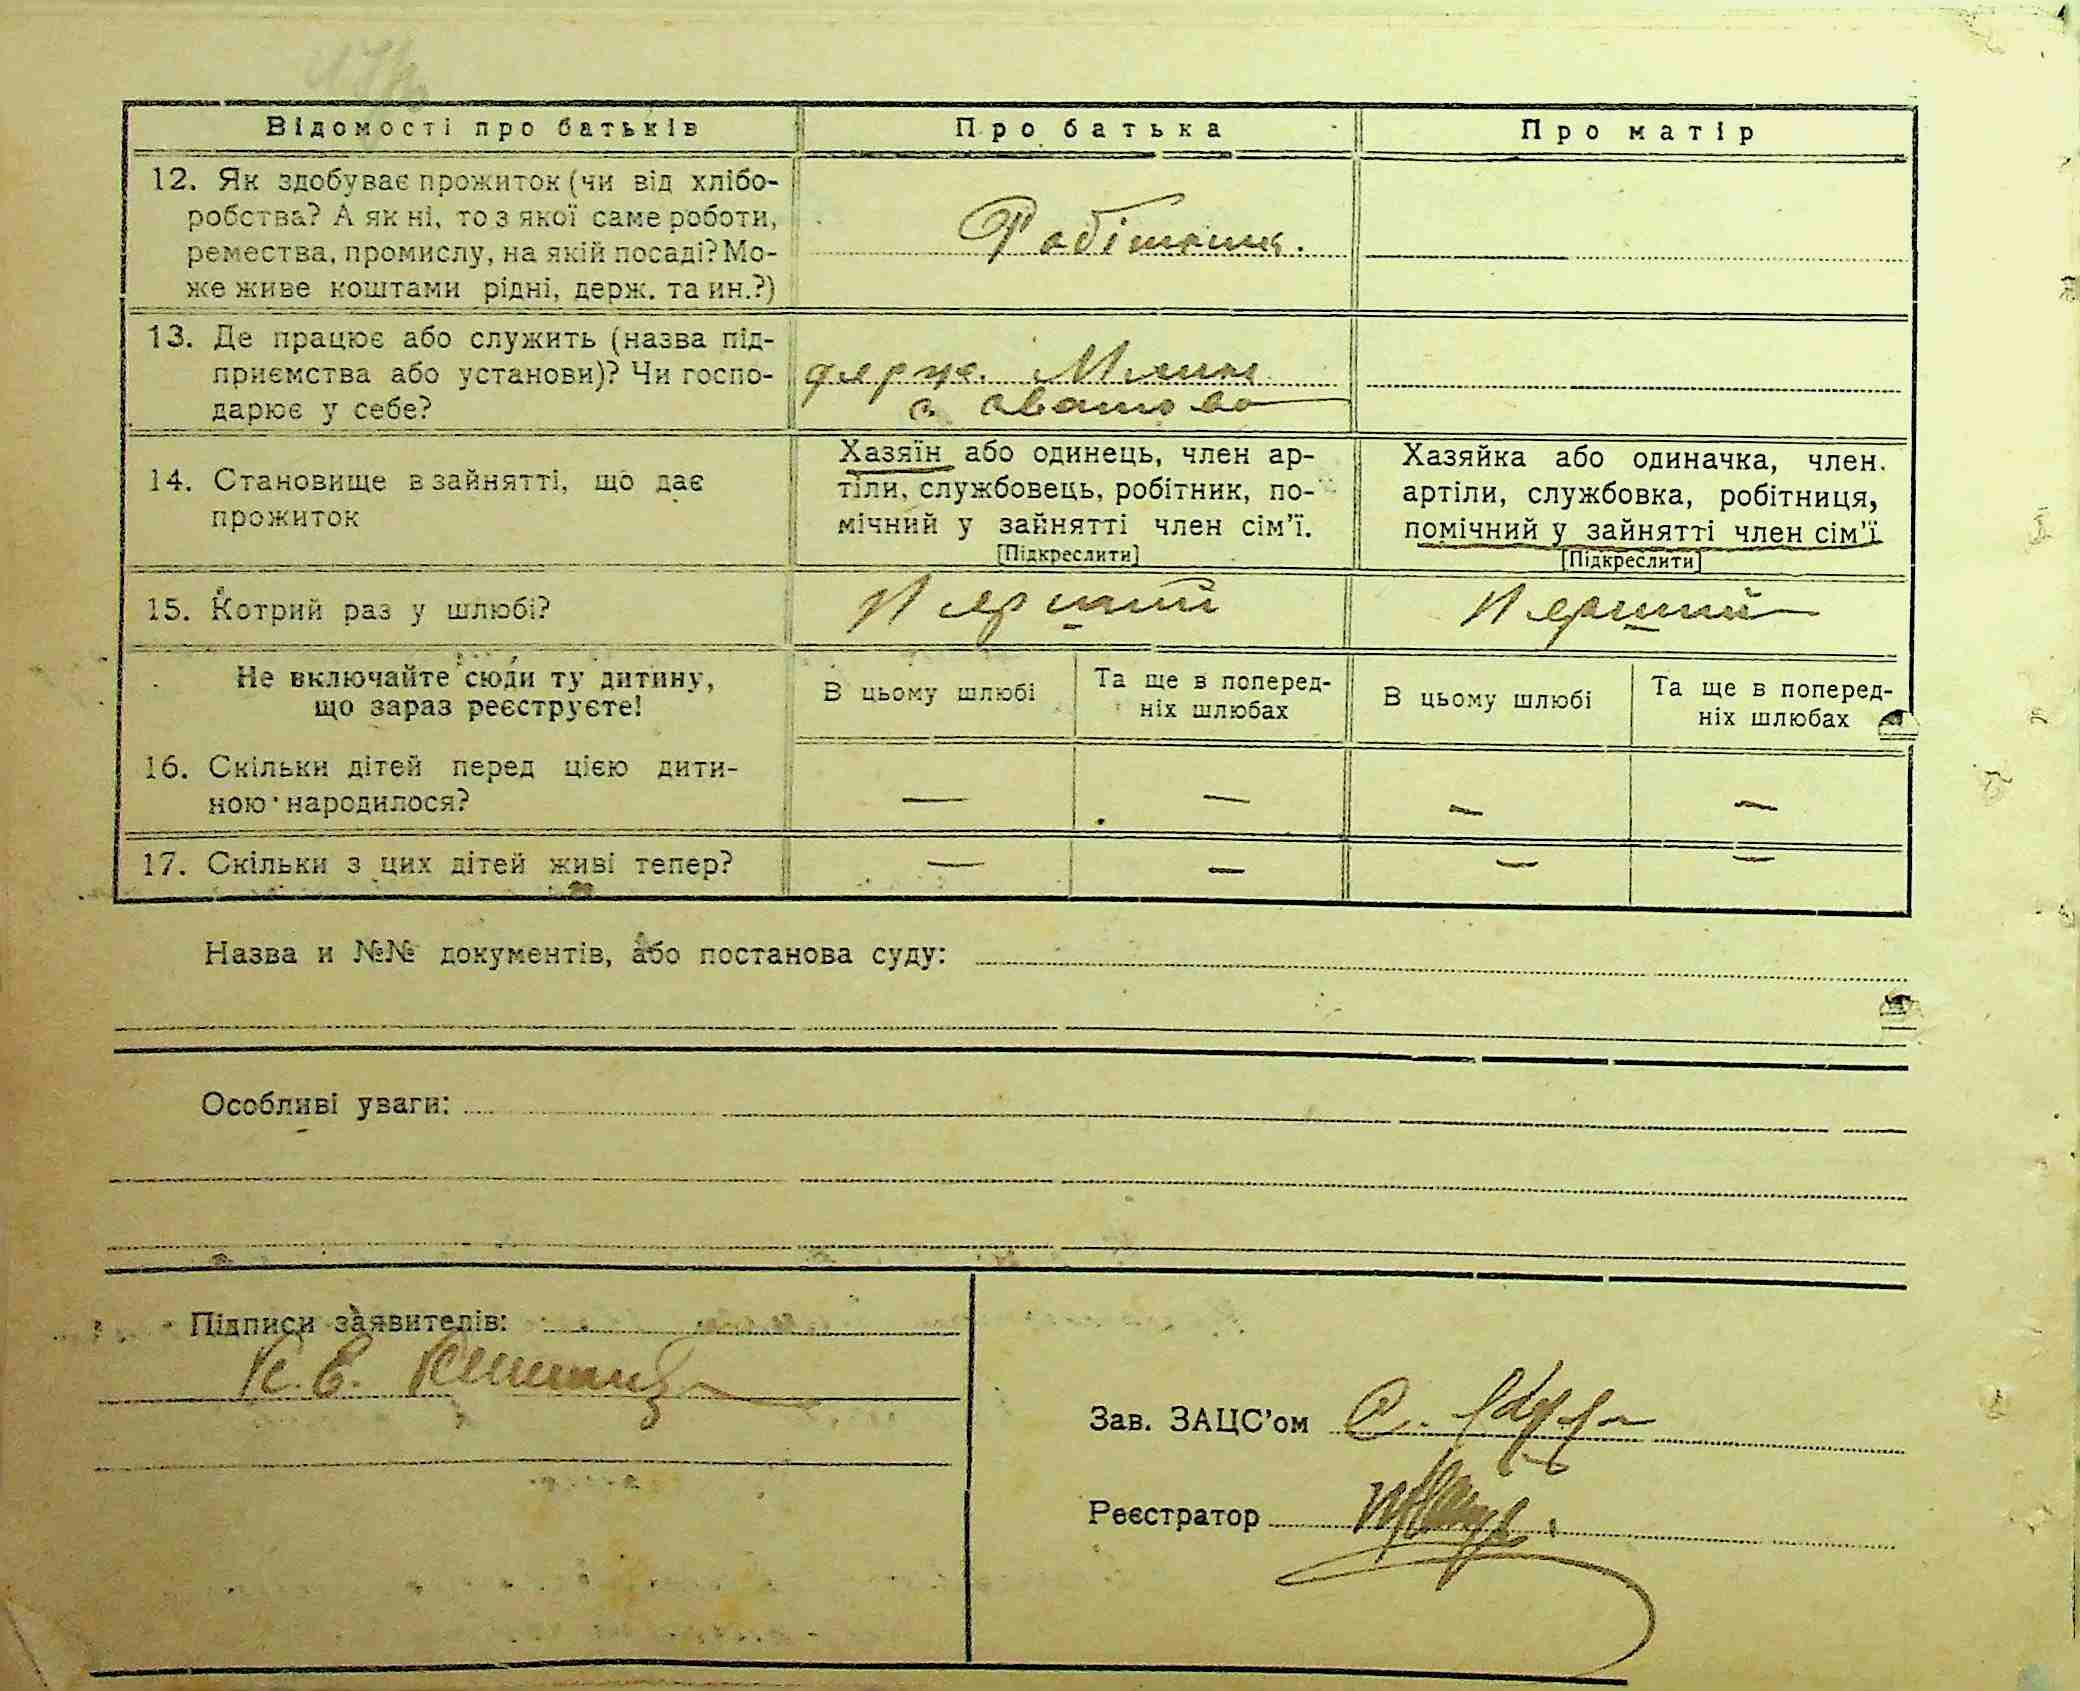 Відомості про батьків
Про батька
Про матір
12. Як здобуває прожиток (чи від хлібо-
робства? А як ні, то з якої саме роботи,
ремества, промислу, на якій посаді? Мо-
же живе коштами рідні, держ. та ин.?)
Робітник.
13. Де працює або служить (назва під-
приємства або установи)? Чи госпо-
дарює у себе?
держ. Млин
с.
14. Становище в зайнятті, що дає
прожиток
Хазяїн або одинець, член ар-
тіли, службовець, робітник, по-
мічний у зайнятті член сім'ї.
[Підкреслити]
Хазяйка або одиначка, член.
артіли, службовка, робітниця,
помічний у зайнятті член сім'ї
[Підкреслити]
15. Котрий раз у шлюбі?
Перший
Перший
Не включайте сюди ту дитину,
що зараз реєструєте!
В цьому шлюбі
Та ще в поперед-
ніх шлюбах
В цьому шлюбі
Та ще в поперед-
ніх шлюбах
16. Скільки дітей перед цією дити-
ною народилося?
— — — —
17. Скільки з цих дітей живі тепер?
— — — —
Назва и №№ документів, або постанова суду:
Особливі уваги:
Підписи заявителів:
К. Є.
Зав. ЗАЦС'ом
Реєстратор